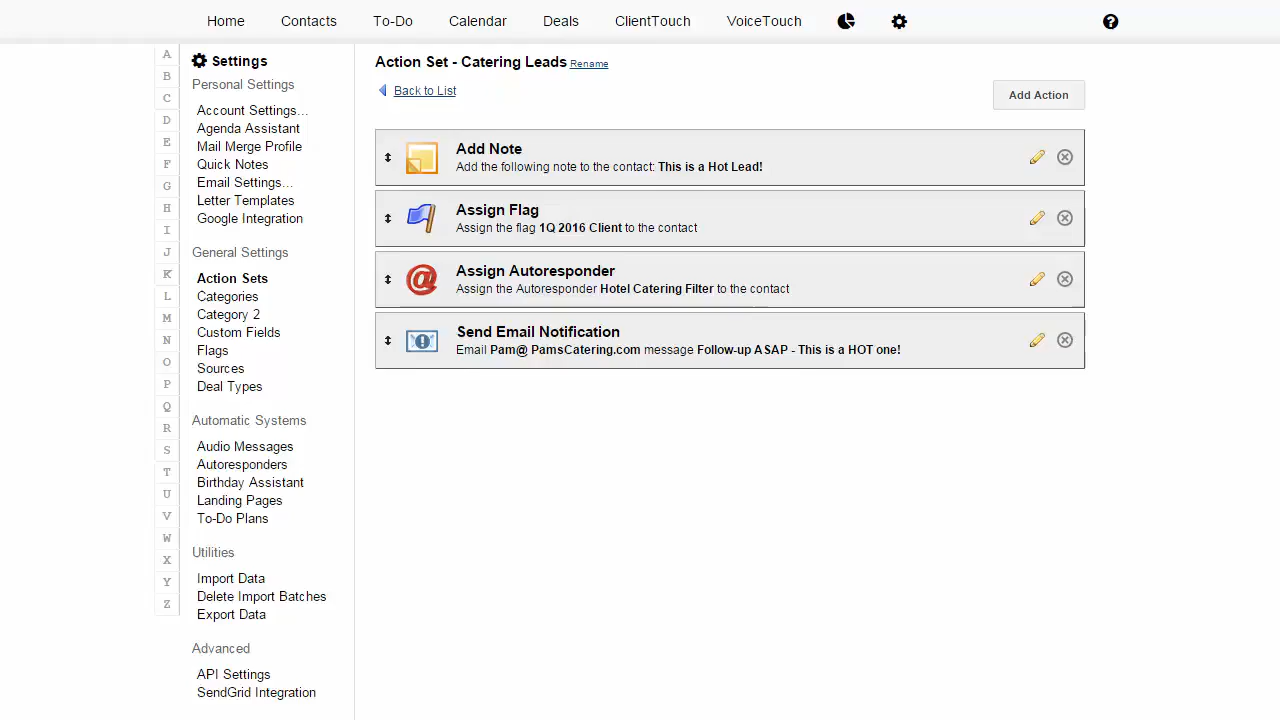 Home Contacts To-Do Calendar Deals ClientTouch VoiceTouch
A
B
C
D
E
F
G
H
I
J
K
L
M
N
O
P
Q
R
S
T
U
V
W
X
Y
Z
Settings
Personal Settings
Account Settings...
Agenda Assistant
Mail Merge Profile
Quick Notes
Email Settings...
Letter Templates
Google Integration
General Settings
Action Sets
Categories
Category 2
Custom Fields
Flags
Sources
Deal Types
Automatic Systems
Audio Messages
Autoresponders
Birthday Assistant
Landing Pages
To-Do Plans
Utilities
Import Data
Delete Import Batches
Export Data
Advanced
API Settings
SendGrid Integration
Action Set - Catering Leads Rename
Back to List
Add Action
Add Note
Add the following note to the contact: This is a Hot Lead!
Assign Flag
Assign the flag 1Q 2016 Client to the contact
Assign Autoresponder
Assign the Autoresponder Hotel Catering Filter to the contact
Send Email Notification
Email Pam@ PamsCatering.com message Follow-up ASAP - This is a HOT one!